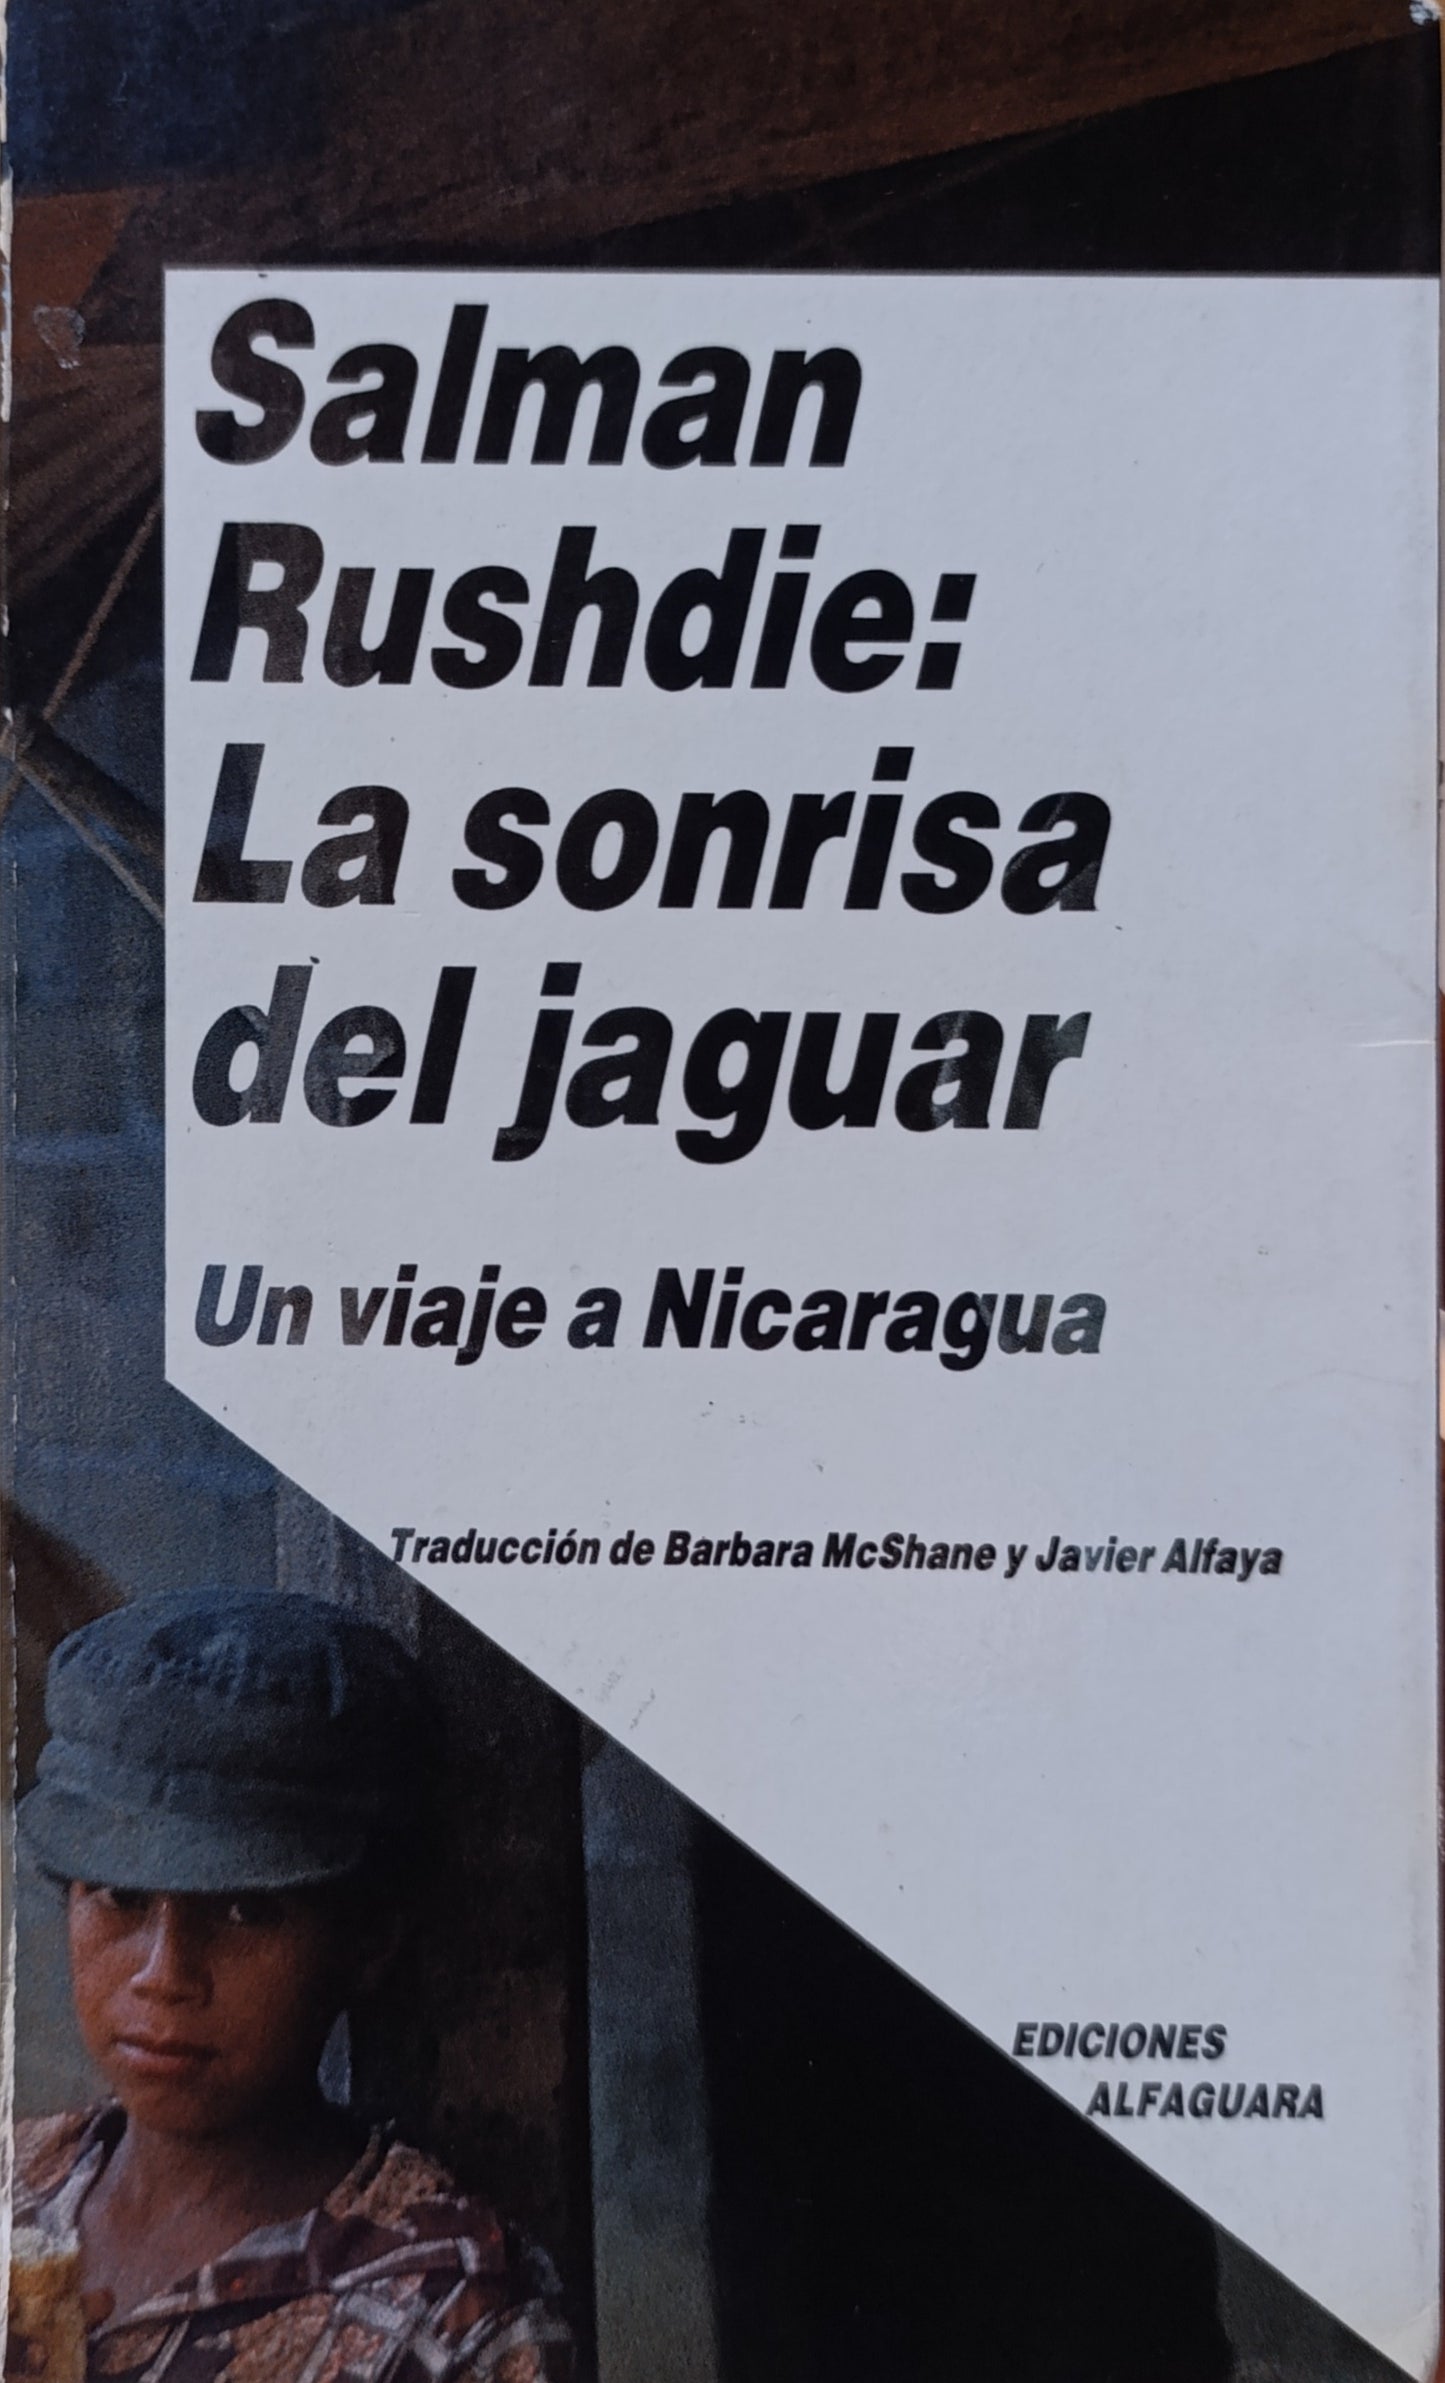 Salman
Rushdie:
La sonrisa
del jaguar
Un viaje a Nicaragua
Traducción de Barbara McShane y Javier Alfaya
EDICIONES
ALFAGUARA